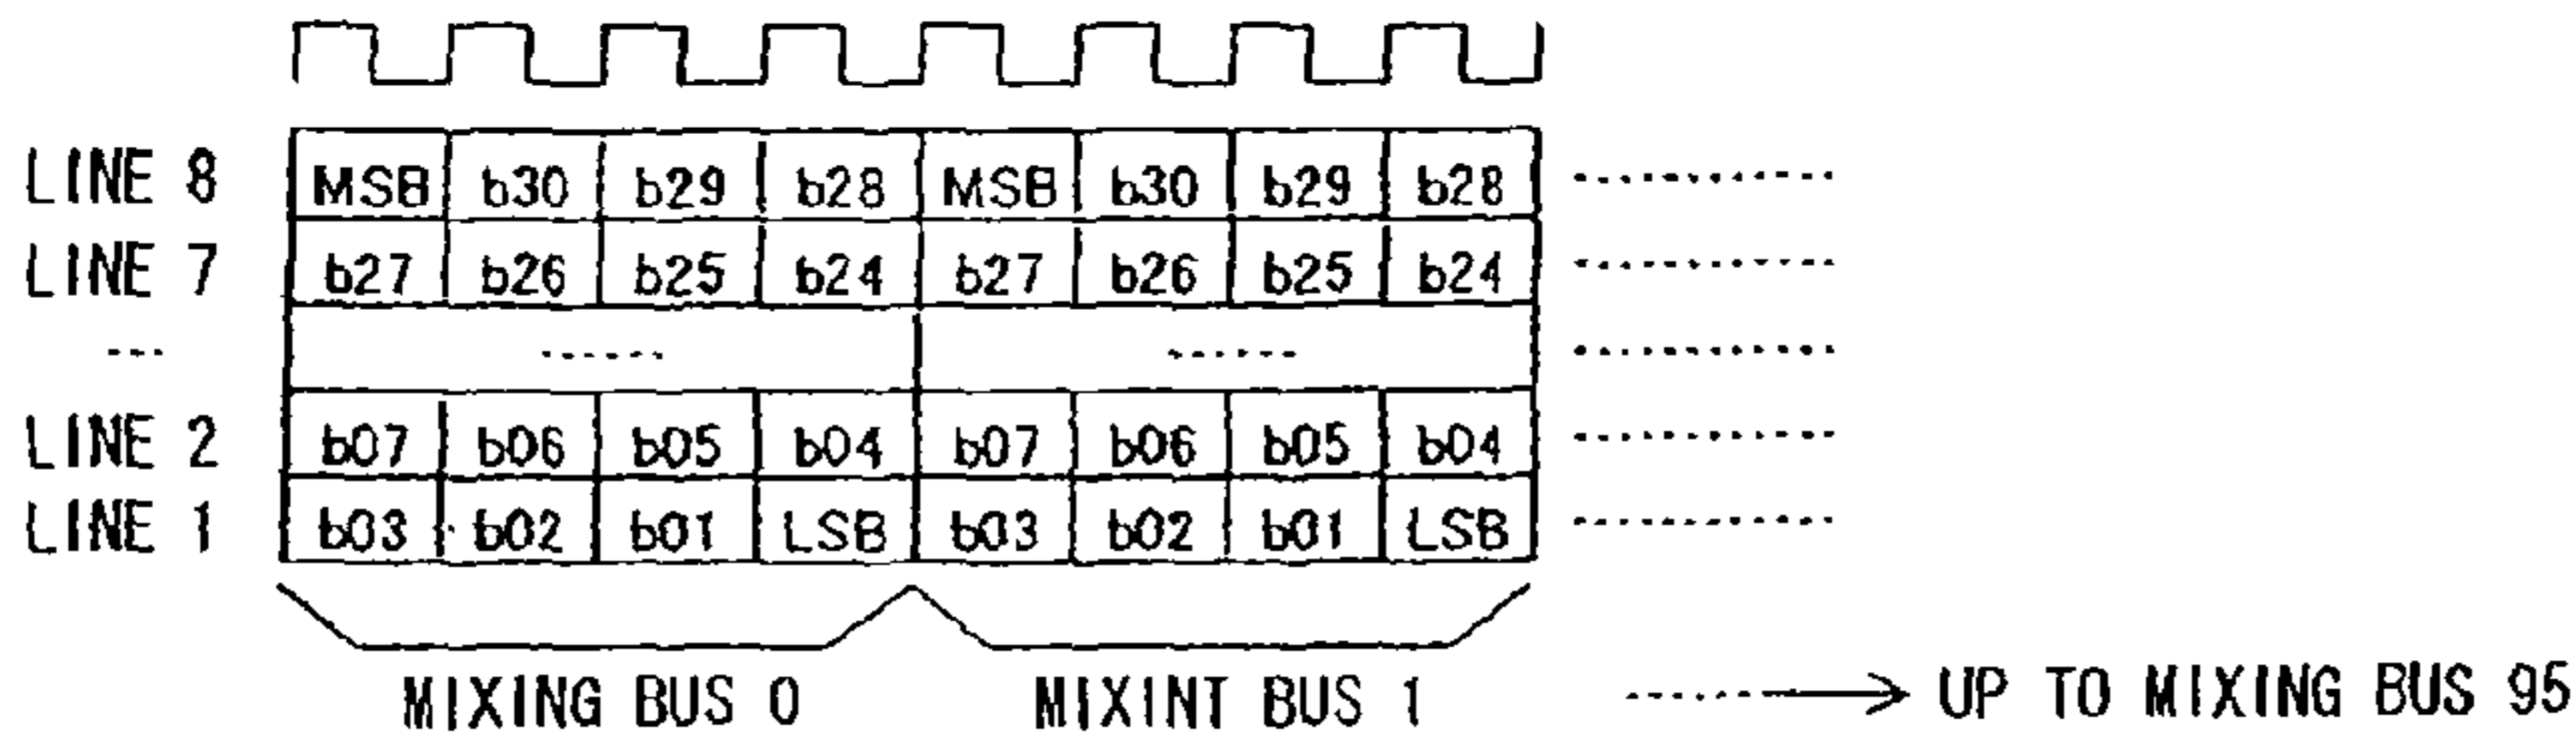 LINE 8 MSB b30 b29 b28 MSB b30 b29 b28 ............
LINE 7 b27 b26 b25 b24 b27 b26 b25 b24 ............
... ...... ...... ............
LINE 2 b07 b06 b05 b04 b07 b06 b05 b04 ............
LINE 1 b03 b02 b01 LSB b03 b02 b01 LSB ............
MIXING BUS 0 MIXINT BUS 1 UP TO MIXING BUS 95